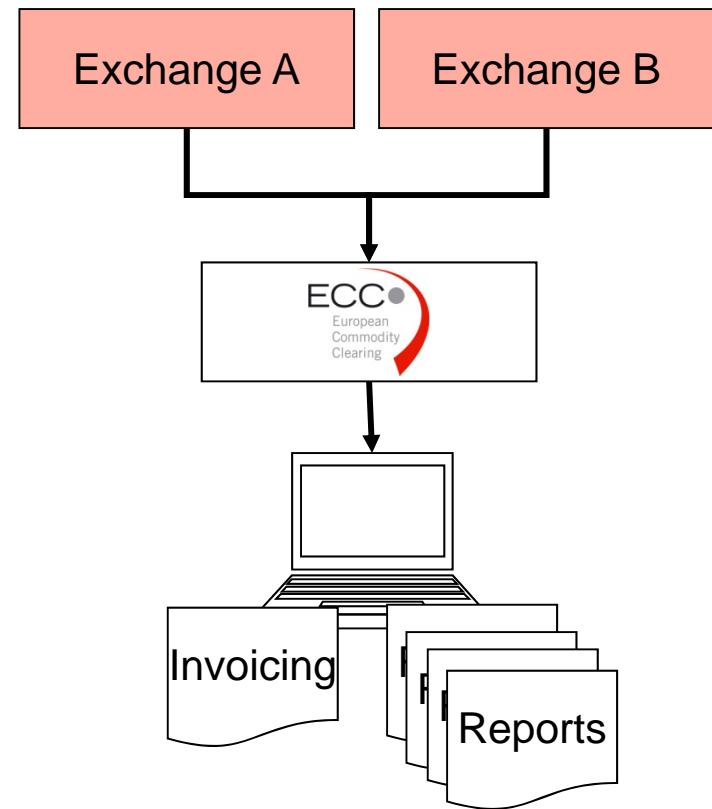 Exchange A
Exchange B
ECC
European
Commodity
Clearing
Invoicing
Reports